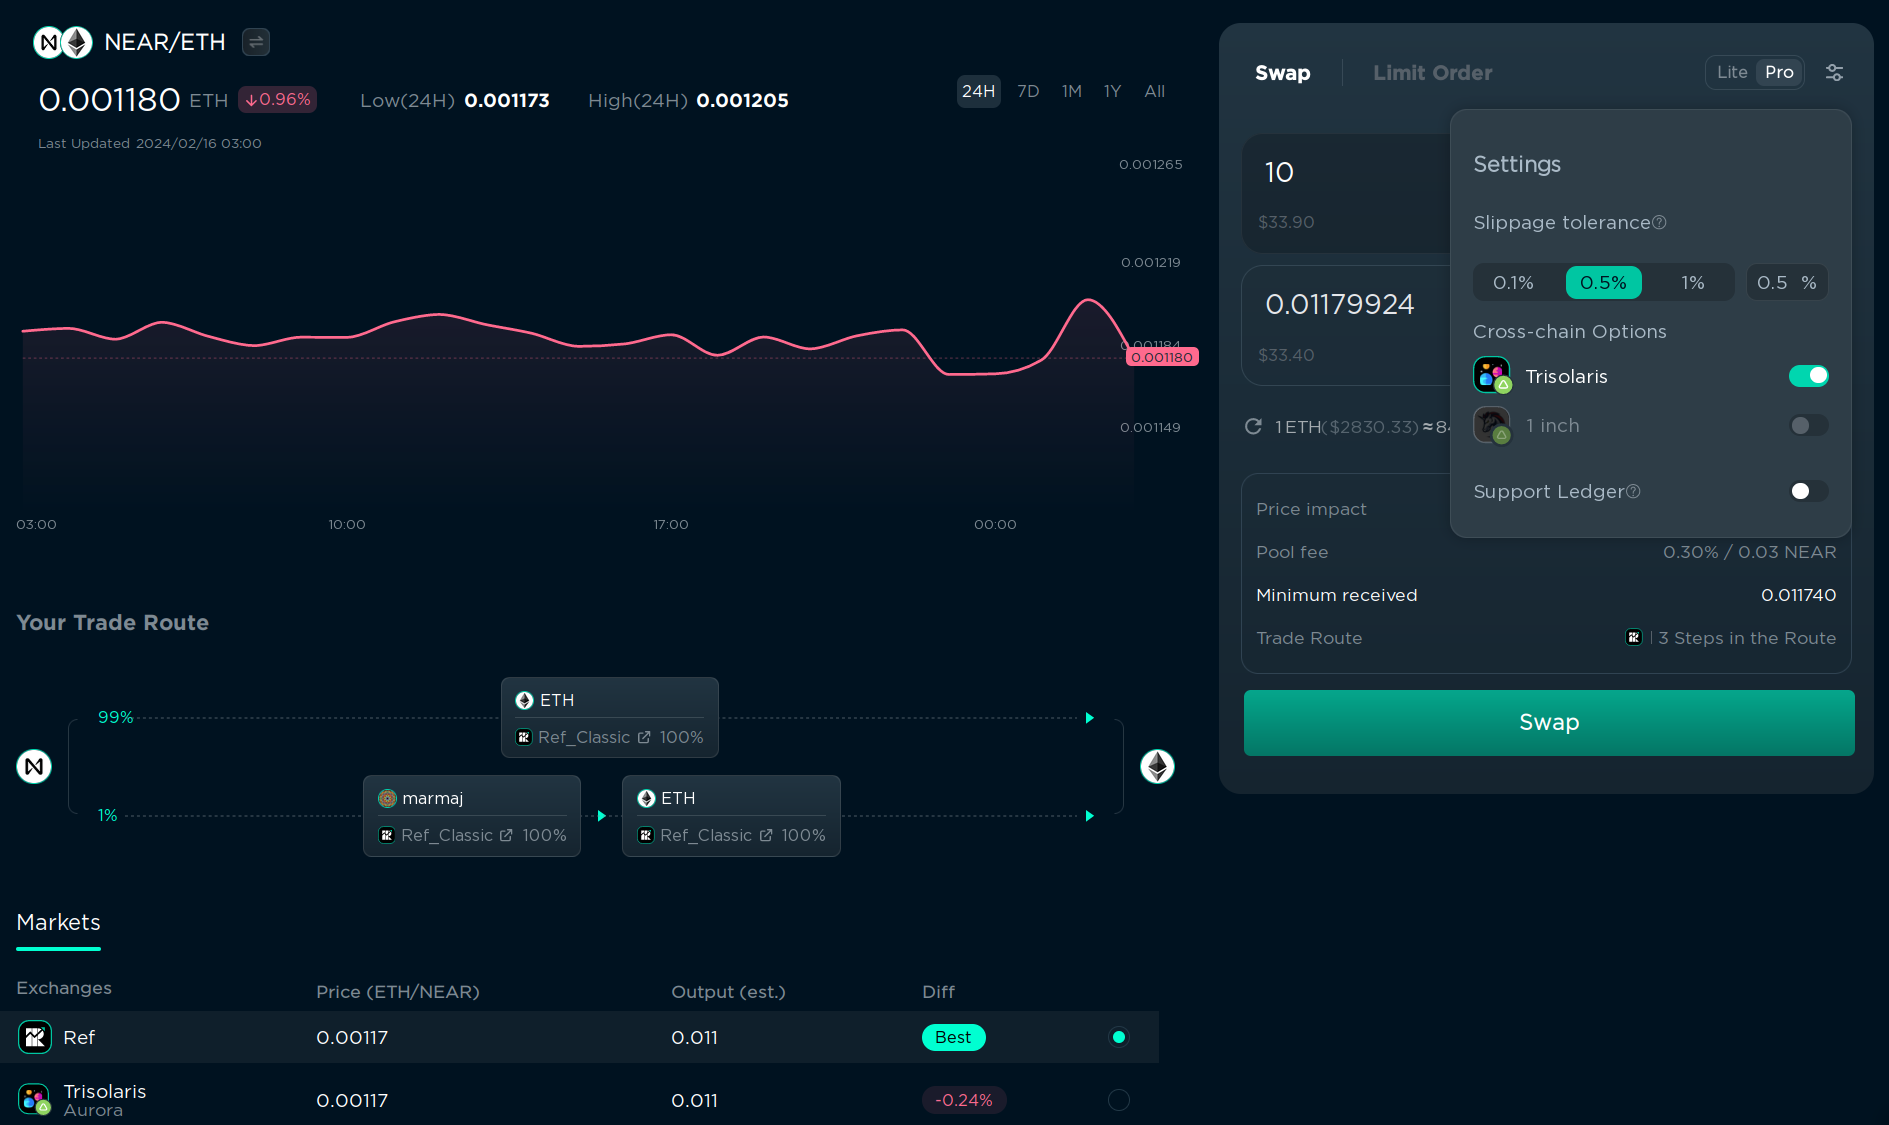 NEAR/ETH
0.001180 ETH ↓0.96% Low(24H) 0.001173 High(24H) 0.001205
24H 7D 1M 1Y All
Last Updated 2024/02/16 03:00
0.001265
0.001219
0.001184
0.001180
0.001149
03:00 10:00 17:00 00:00
Your Trade Route
99%
ETH
Ref_Classic 100%
1%
marmaj
Ref_Classic 100%
ETH
Ref_Classic 100%
Markets
Exchanges Price (ETH/NEAR) Output (est.) Diff
Ref 0.00117 0.011 Best
Trisolaris 0.00117 0.011 -0.24%
Aurora
Swap Limit Order Lite Pro
10
$33.90
0.01179924
$33.40
1 ETH($2830.33) ≈
Settings
Slippage tolerance
0.1% 0.5% 1% 0.5 %
Cross-chain Options
Trisolaris
1 inch
Support Ledger
Price impact
Pool fee 0.30% / 0.03 NEAR
Minimum received 0.011740
Trade Route | 3 Steps in the Route
Swap